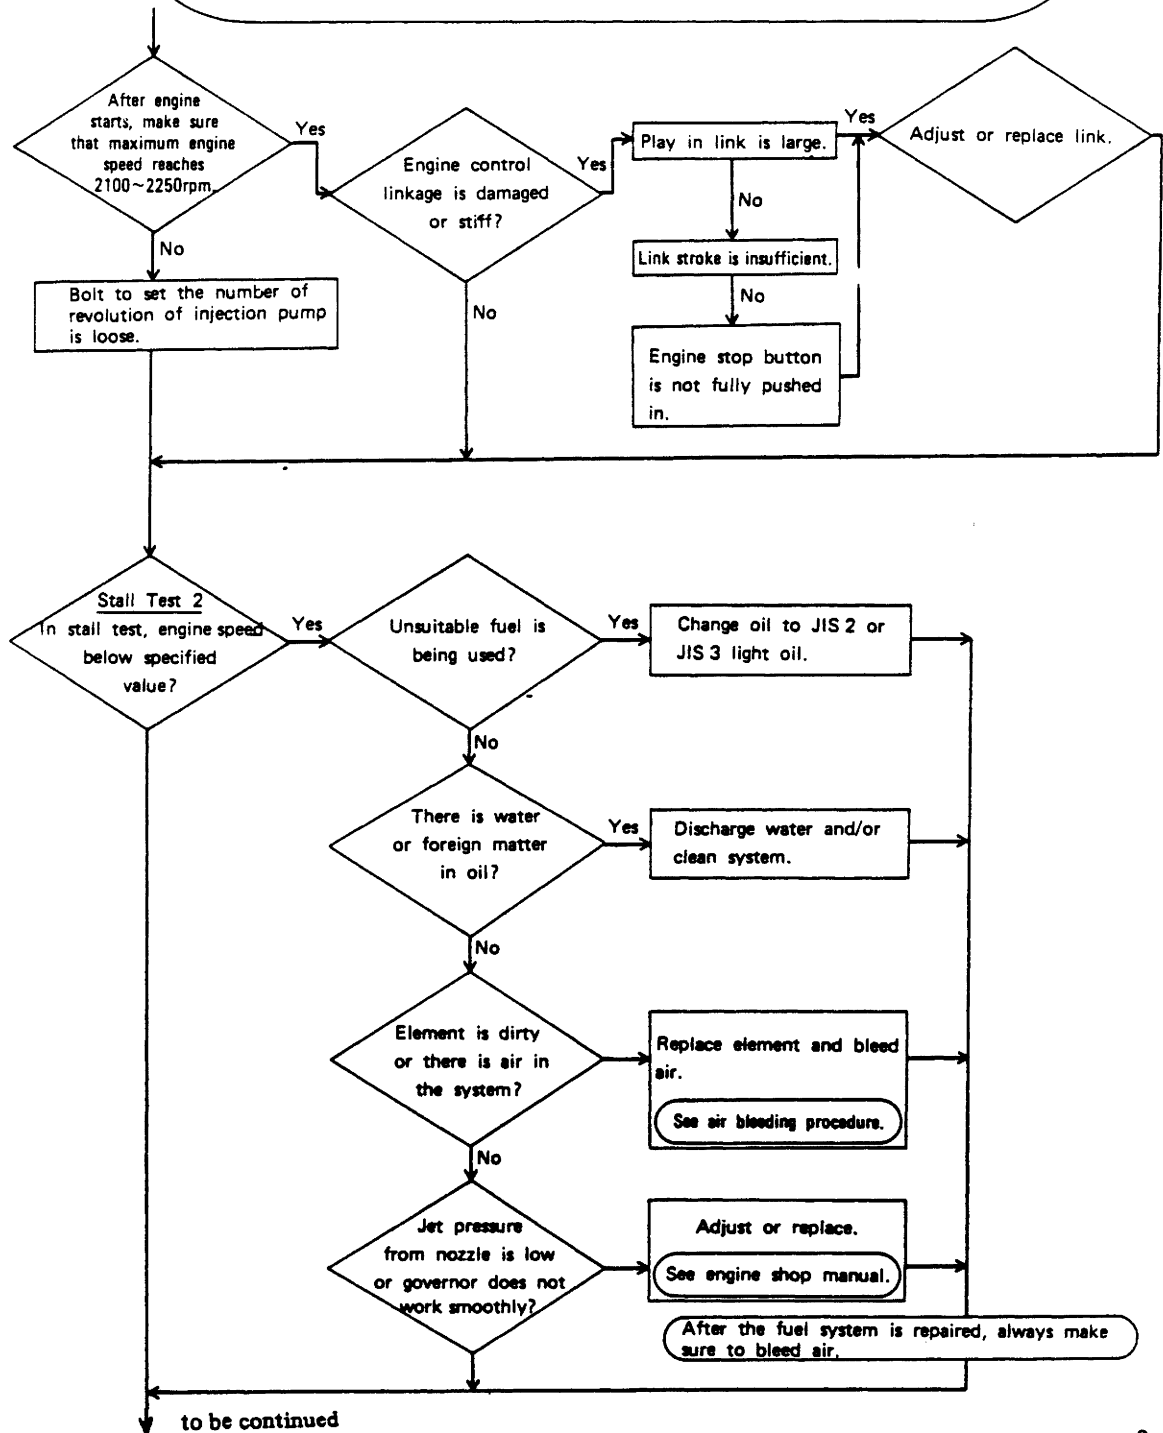 After engine
starts, make sure
that maximum engine
speed reaches
2100~2250rpm.
Yes
No
Bolt to set the number of
revolution of injection pump
is loose.
Engine control
linkage is damaged
or stiff?
Yes
No
Play in link is large.
Yes
No
Link stroke is insufficient.
No
Engine stop button
is not fully pushed
in.
Adjust or replace link.
Stall Test 2
In stall test, engine speed
below specified
value?
Yes
Unsuitable fuel is
being used?
Yes
Change oil to JIS 2 or
JIS 3 light oil.
No
There is water
or foreign matter
in oil?
Yes
Discharge water and/or
clean system.
No
Element is dirty
or there is air in
the system?
Replace element and bleed
air.
See air bleeding procedure.
No
Jet pressure
from nozzle is low
or governor does not
work smoothly?
Adjust or replace.
See engine shop manual.
After the fuel system is repaired, always make
sure to bleed air.
to be continued